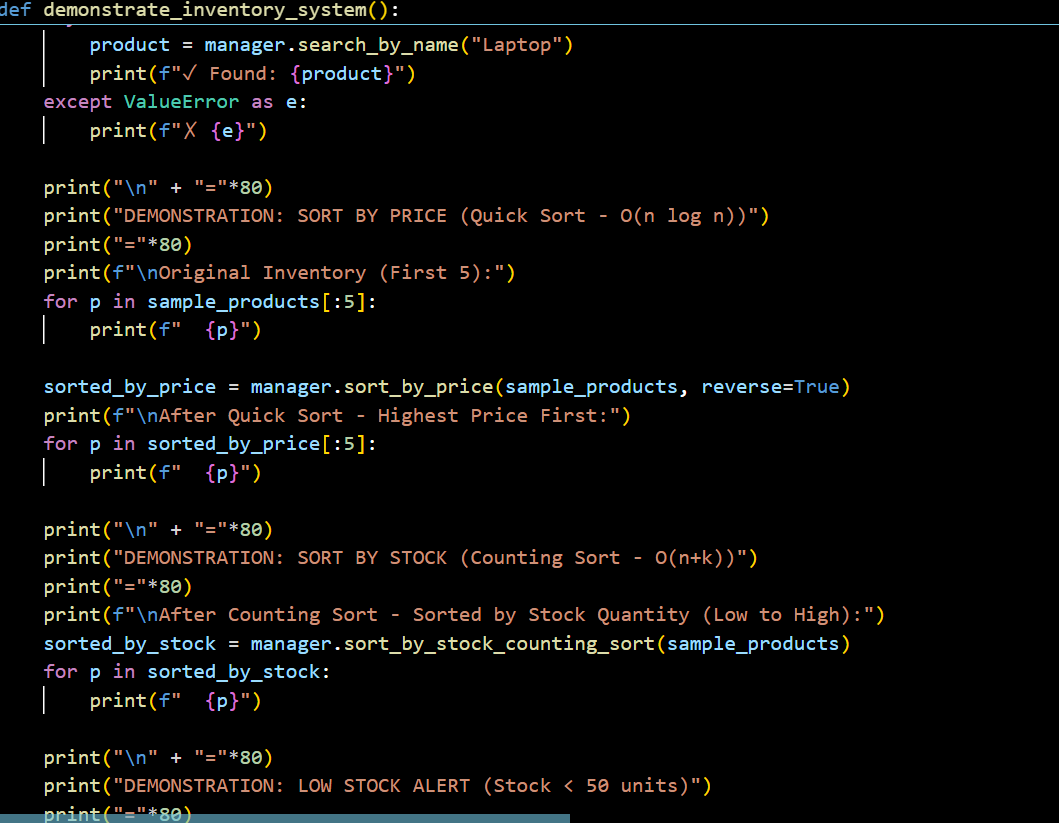 def demonstrate_inventory_system():
        product = manager.search_by_name("Laptop")
        print(f"✓ Found: {product}")
    except ValueError as e:
        print(f"✗ {e}")

    print("\n" + "="*80)
    print("DEMONSTRATION: SORT BY PRICE (Quick Sort - O(n log n))")
    print("="*80)
    print(f"\nOriginal Inventory (First 5):")
    for p in sample_products[:5]:
        print(f"  {p}")

    sorted_by_price = manager.sort_by_price(sample_products, reverse=True)
    print(f"\nAfter Quick Sort - Highest Price First:")
    for p in sorted_by_price[:5]:
        print(f"  {p}")

    print("\n" + "="*80)
    print("DEMONSTRATION: SORT BY STOCK (Counting Sort - O(n+k))")
    print("="*80)
    print(f"\nAfter Counting Sort - Sorted by Stock Quantity (Low to High):")
    sorted_by_stock = manager.sort_by_stock_counting_sort(sample_products)
    for p in sorted_by_stock:
        print(f"  {p}")

    print("\n" + "="*80)
    print("DEMONSTRATION: LOW STOCK ALERT (Stock < 50 units)")
    print("="*80)